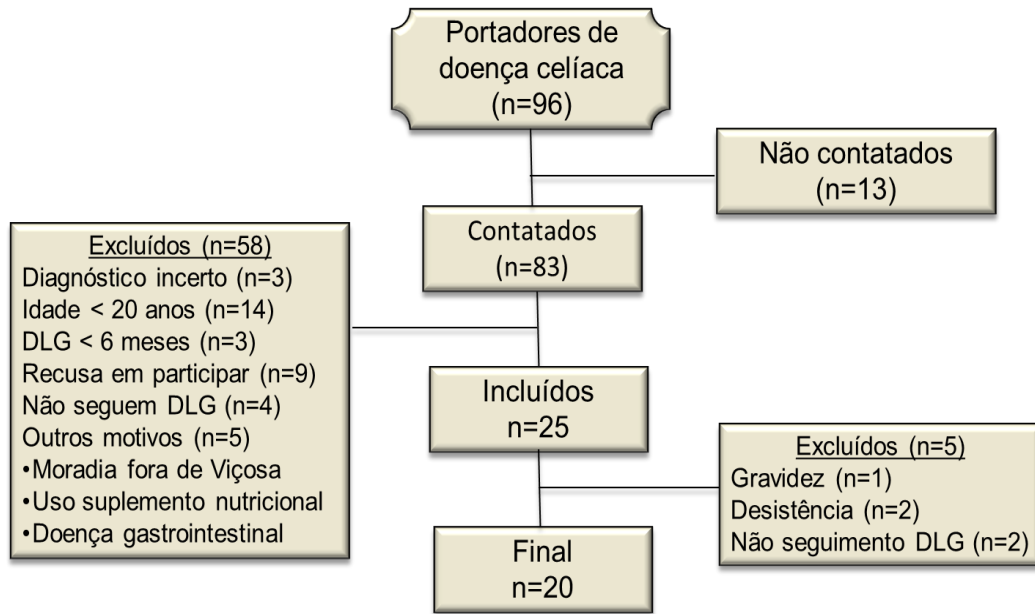 Portadores de
doença celíaca
(n=96)
Não contatados
(n=13)
Contatados
(n=83)
Excluídos (n=58)
Diagnóstico incerto (n=3)
Idade < 20 anos (n=14)
DLG < 6 meses (n=3)
Recusa em participar (n=9)
Não seguem DLG (n=4)
Outros motivos (n=5)
•Moradia fora de Viçosa
•Uso suplemento nutricional
•Doença gastrointestinal
Incluídos
n=25
Excluídos (n=5)
Gravidez (n=1)
Desistência (n=2)
Não seguimento DLG (n=2)
Final
n=20